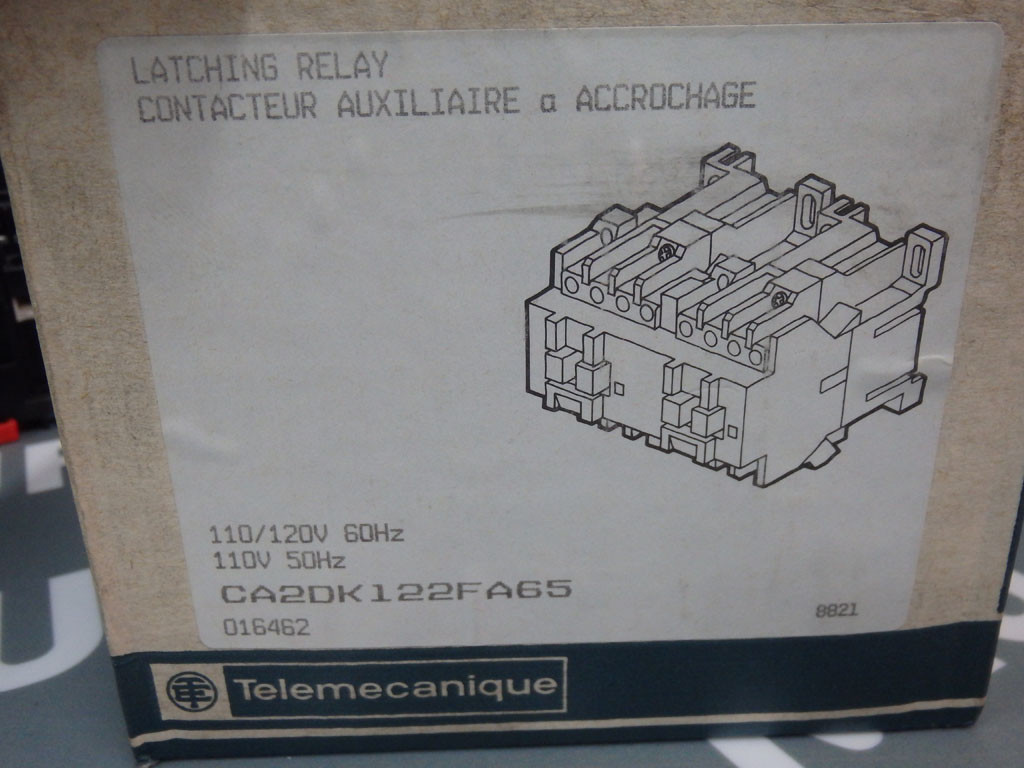 LATCHING RELAY
CONTACTEUR AUXILIAIRE a ACCROCHAGE
110/120V 60Hz
110V 50Hz
CA2DK122FA65
016462
8821
Telemecanique